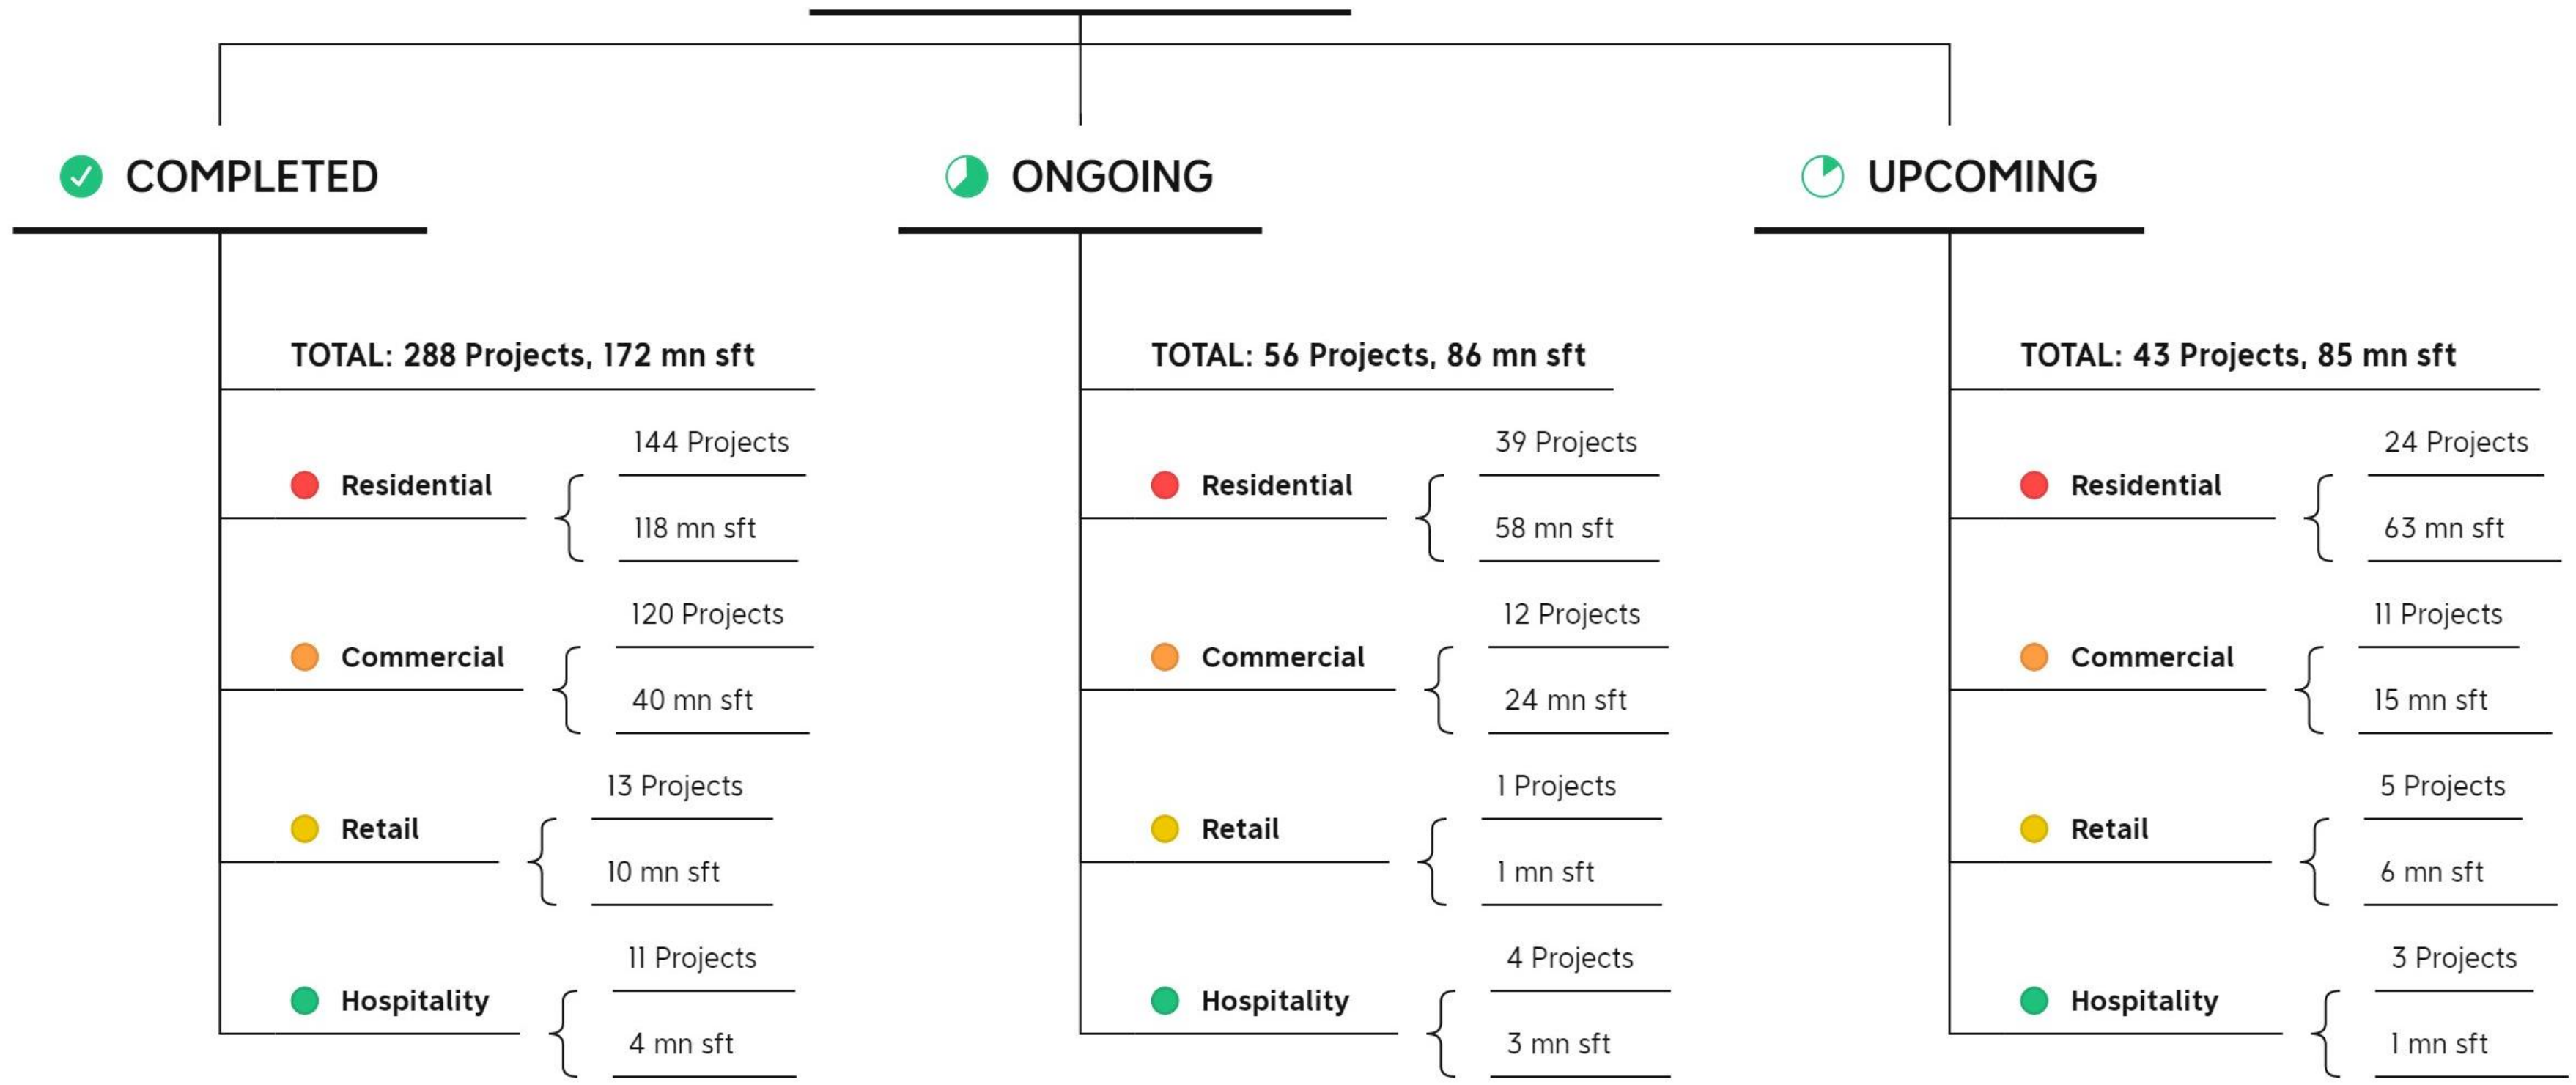 COMPLETED
TOTAL: 288 Projects, 172 mn sft
Residential
144 Projects
118 mn sft
Commercial
120 Projects
40 mn sft
Retail
13 Projects
10 mn sft
Hospitality
11 Projects
4 mn sft
ONGOING
TOTAL: 56 Projects, 86 mn sft
Residential
39 Projects
58 mn sft
Commercial
12 Projects
24 mn sft
Retail
1 Projects
1 mn sft
Hospitality
4 Projects
3 mn sft
UPCOMING
TOTAL: 43 Projects, 85 mn sft
Residential
24 Projects
63 mn sft
Commercial
11 Projects
15 mn sft
Retail
5 Projects
6 mn sft
Hospitality
3 Projects
1 mn sft